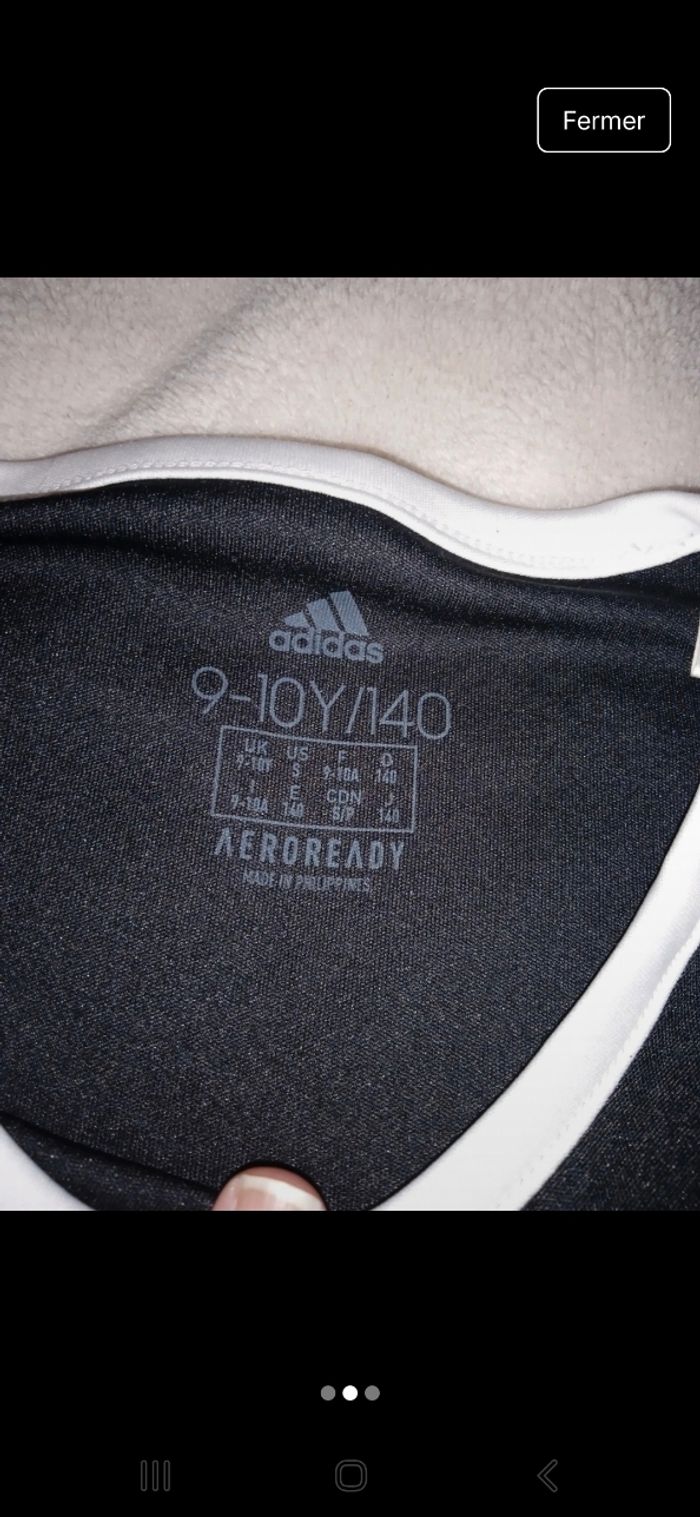 Fermer
adidas
9-10Y/140
UK US F D
9-10Y S 9-10A 140
I E CDN J
9-10A 140 S/P 140
AEROREADY
MADE IN PHILIPPINES